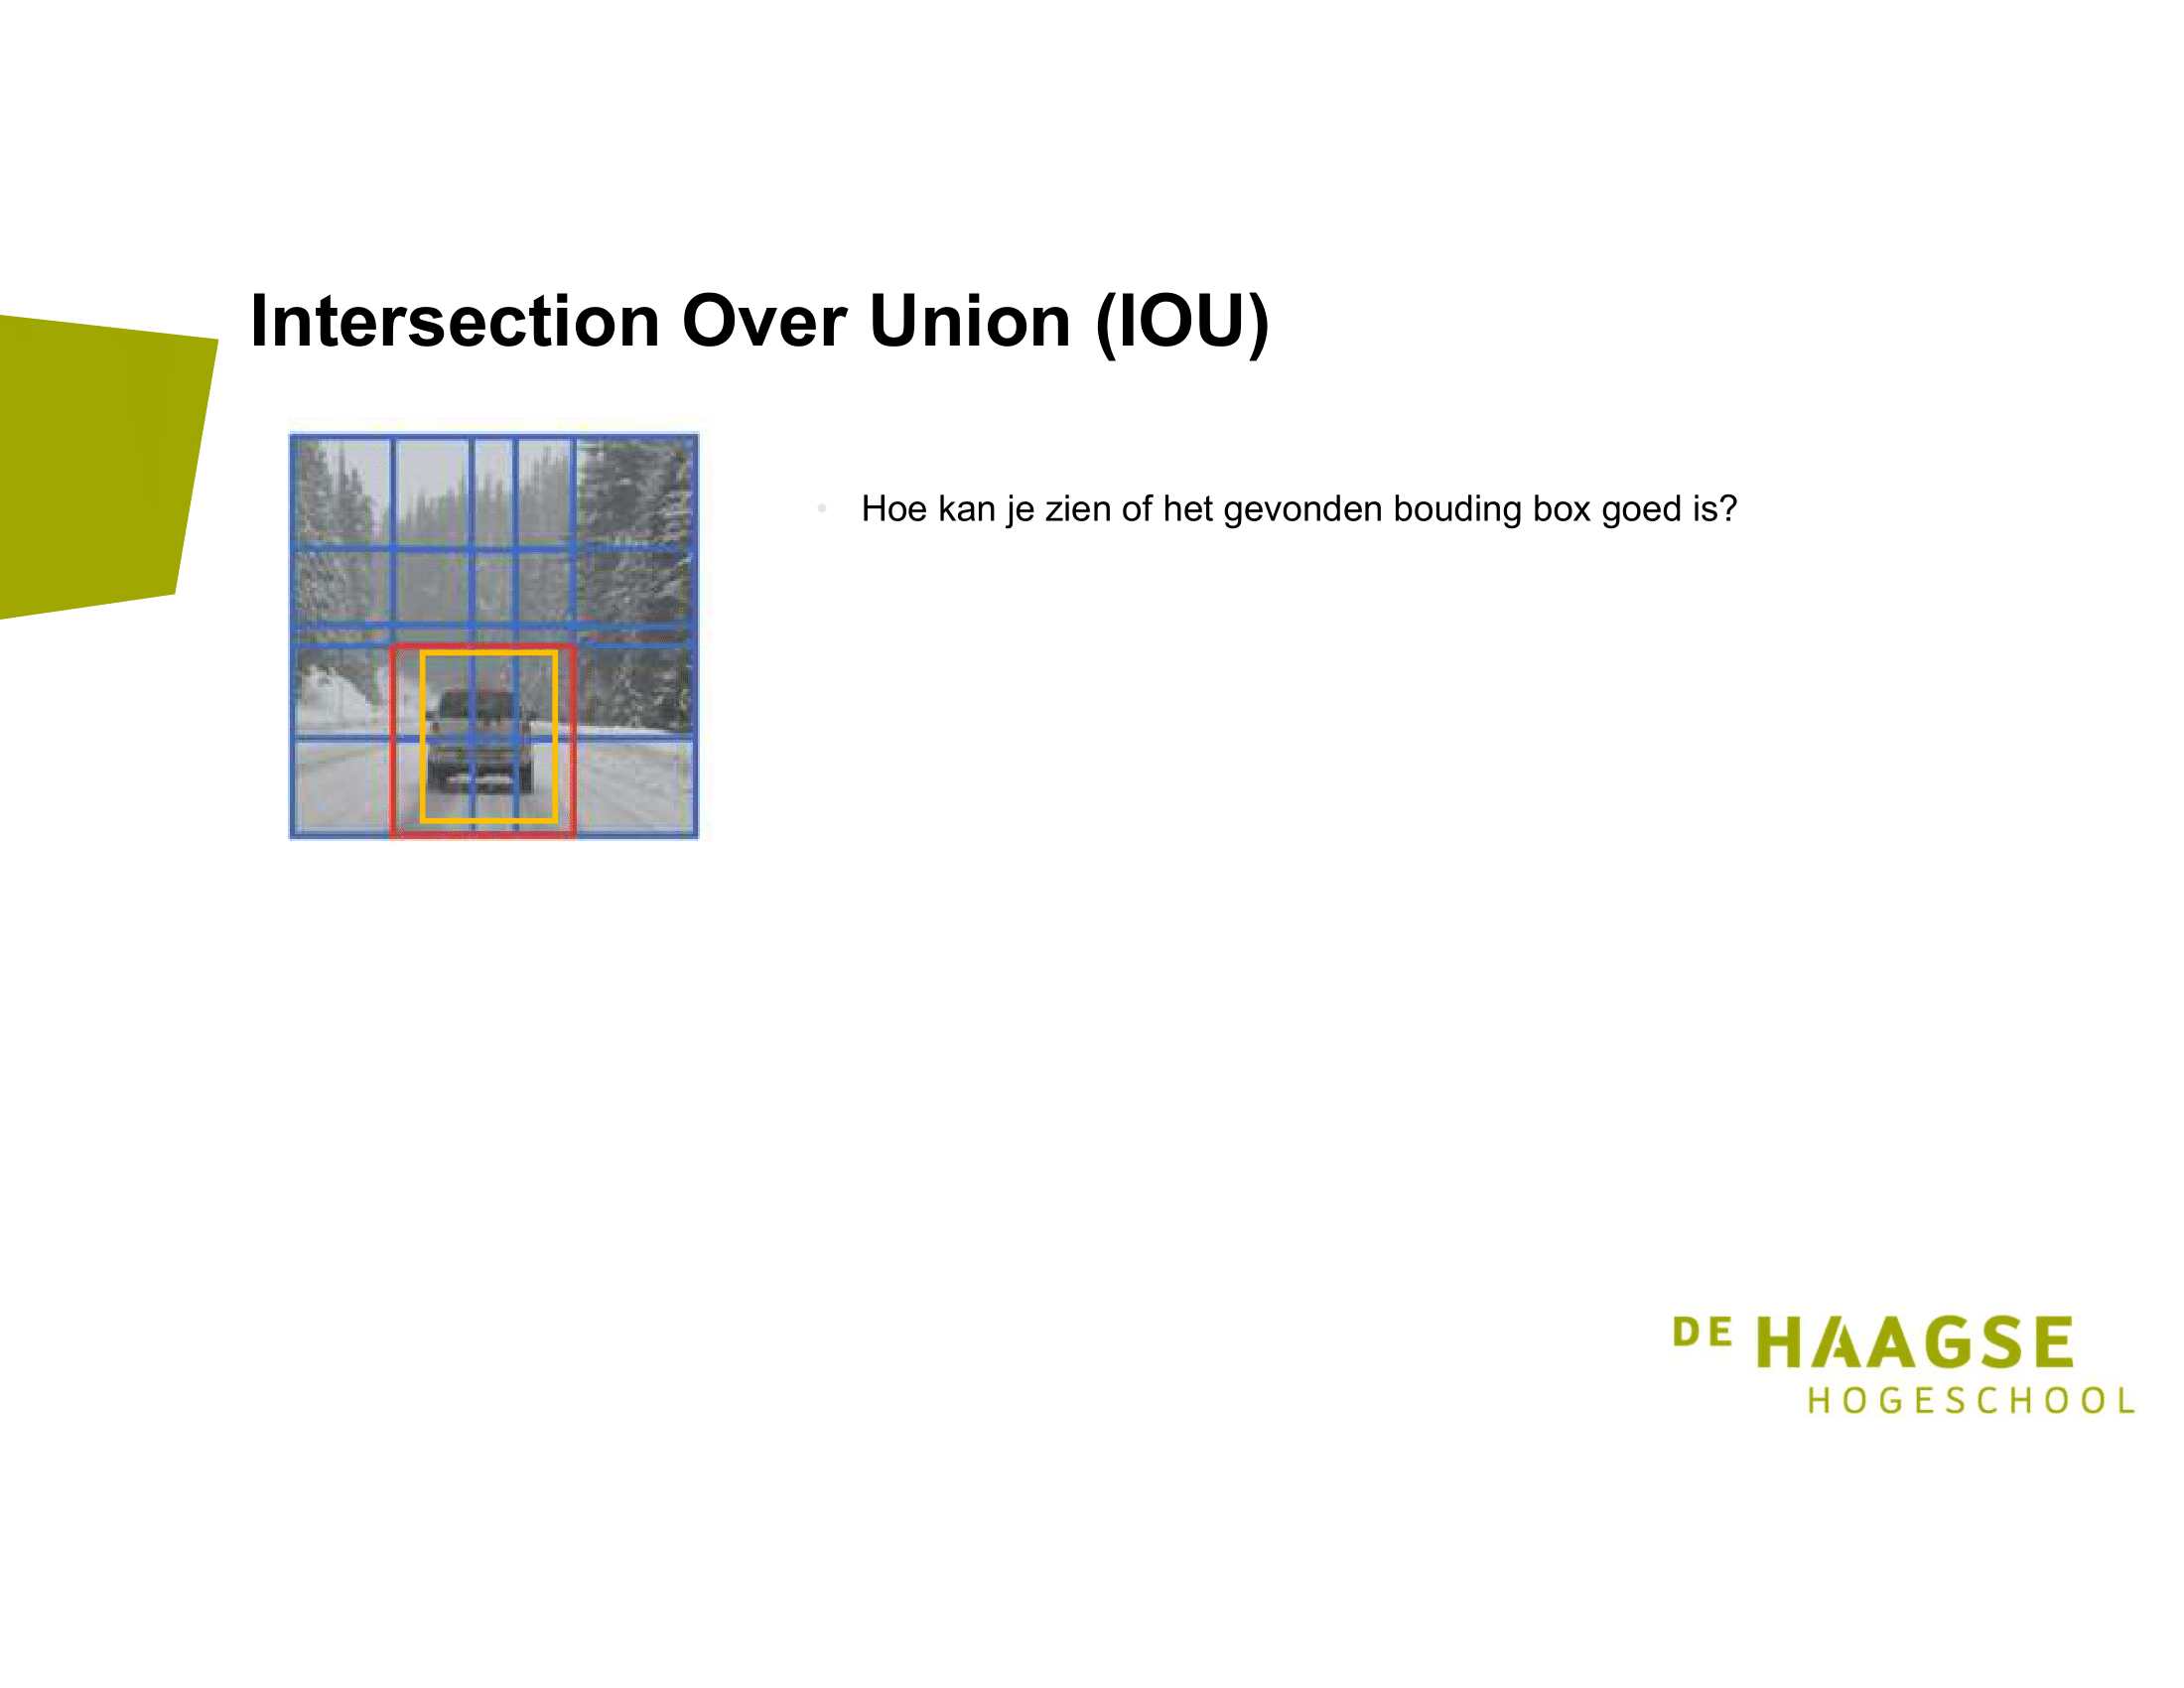 Intersection Over Union (IOU)
Hoe kan je zien of het gevonden bouding box goed is?
DE HAAGSE
HOGESCHOOL